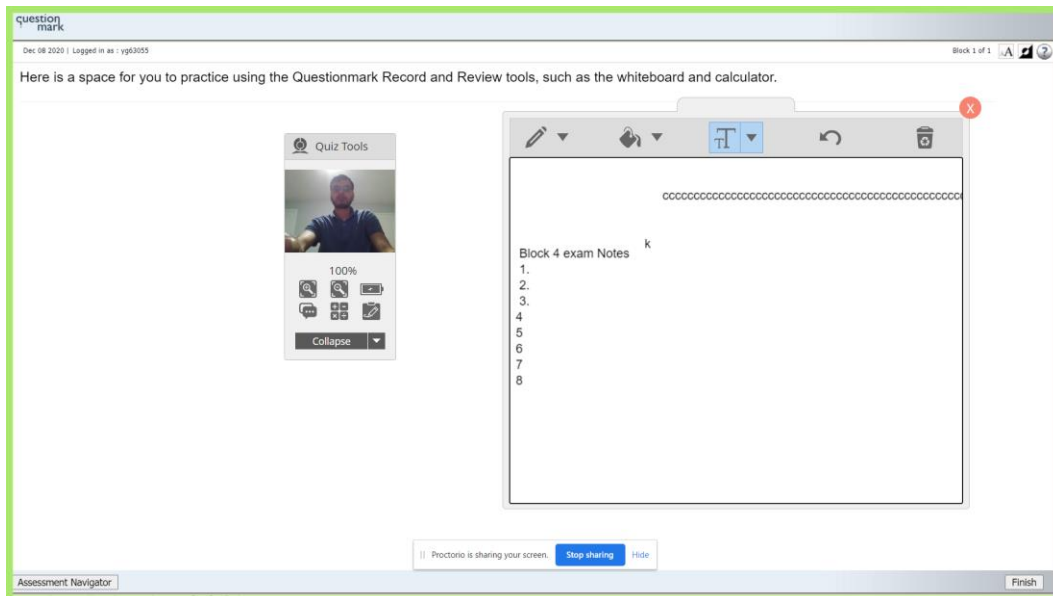 question
mark
Dec 08 2020 | Logged in as : yg63055
Block 1 of 1
Here is a space for you to practice using the Questionmark Record and Review tools, such as the whiteboard and calculator.
Quiz Tools
100%
Collapse
X
Block 4 exam Notes
k
1.
2.
3.
4
5
6
7
8
Proctorio is sharing your screen.
Stop sharing
Hide
Assessment Navigator
Finish